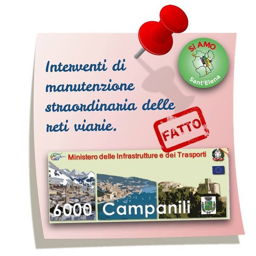 Interventi di
manutenzione
straordinaria delle
reti viarie.
SI AMO
Sant'Elena
FATTO
Ministero delle Infrastrutture e dei Trasporti
6000 Campanili